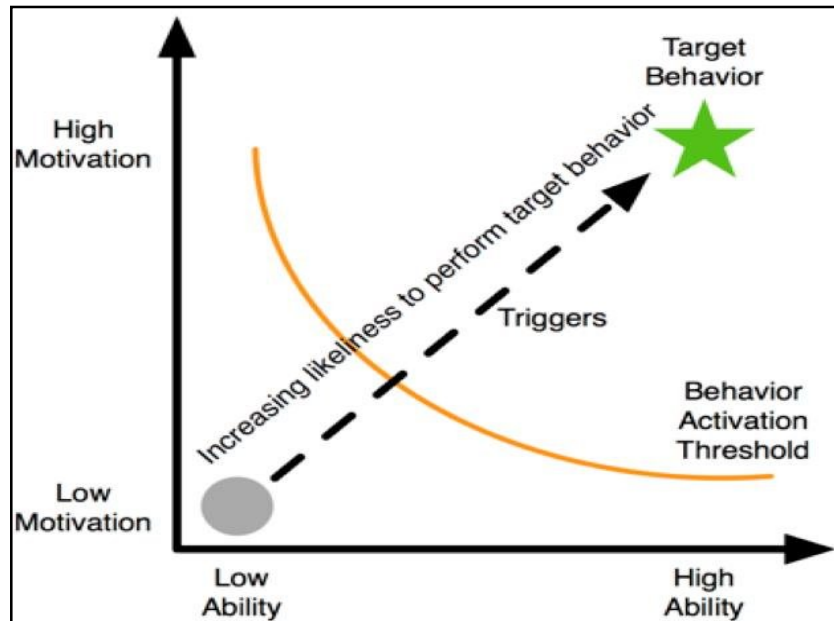 Target
Behavior
High
Motivation
Increasing likeliness to perform target behavior
Triggers
Behavior
Activation
Threshold
Low
Motivation
Low
Ability
High
Ability